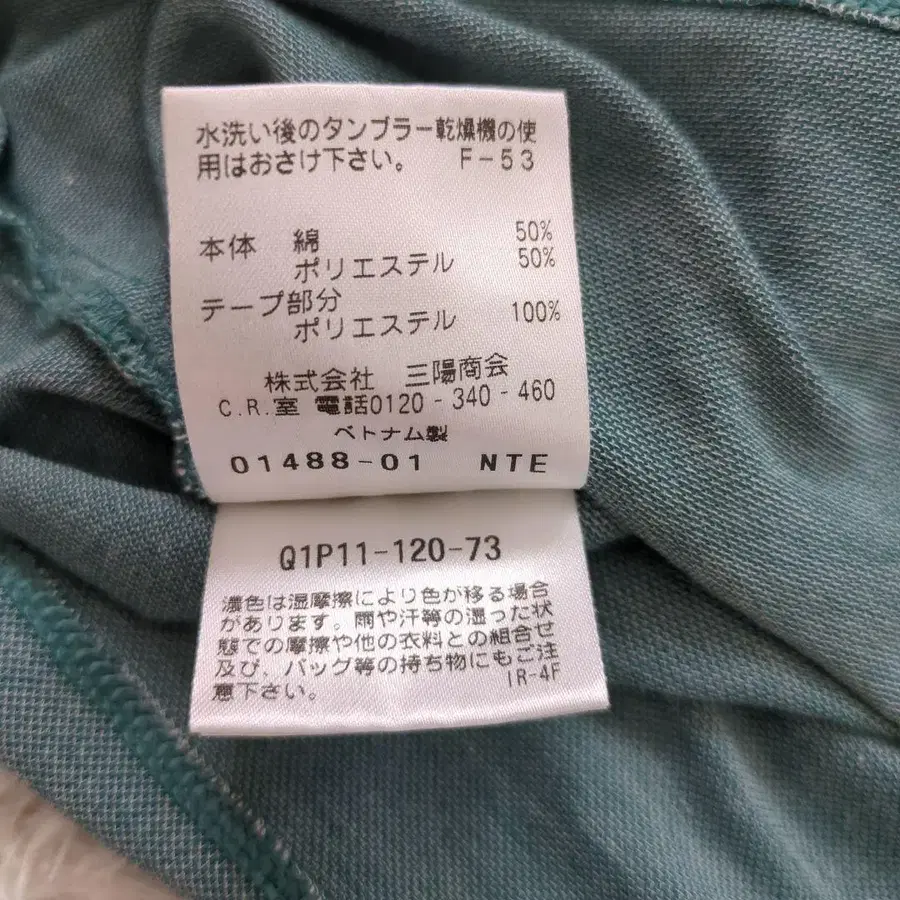 水洗い後のタンブラー乾燥機の使
用はおさけ下さい。 F-53
本体 綿 50%
ポリエステル 50%
テープ部分
ポリエステル 100%
株式会社 三陽商会
C.R.室 電話0120-340-460
ベトナム製
01488-01 NTE
Q1P11-120-73
濃色は湿摩擦により色が移る場合
があります。雨や汗等の湿った状
態での摩擦や他の衣料との組合せ
及び、バッグ等の持ち物にもご注
意下さい。 IR-4F